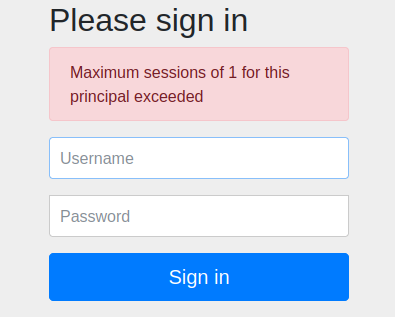 Please sign in
Maximum sessions of 1 for this
principal exceeded
Username
Password
Sign in